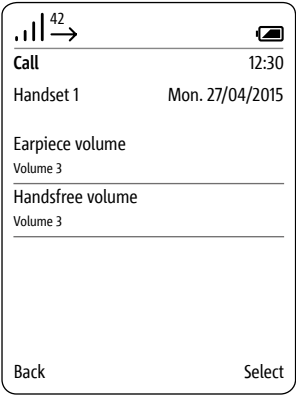 42
Call 12:30
Handset 1 Mon. 27/04/2015
Earpiece volume
Volume 3
Handsfree volume
Volume 3
Back Select